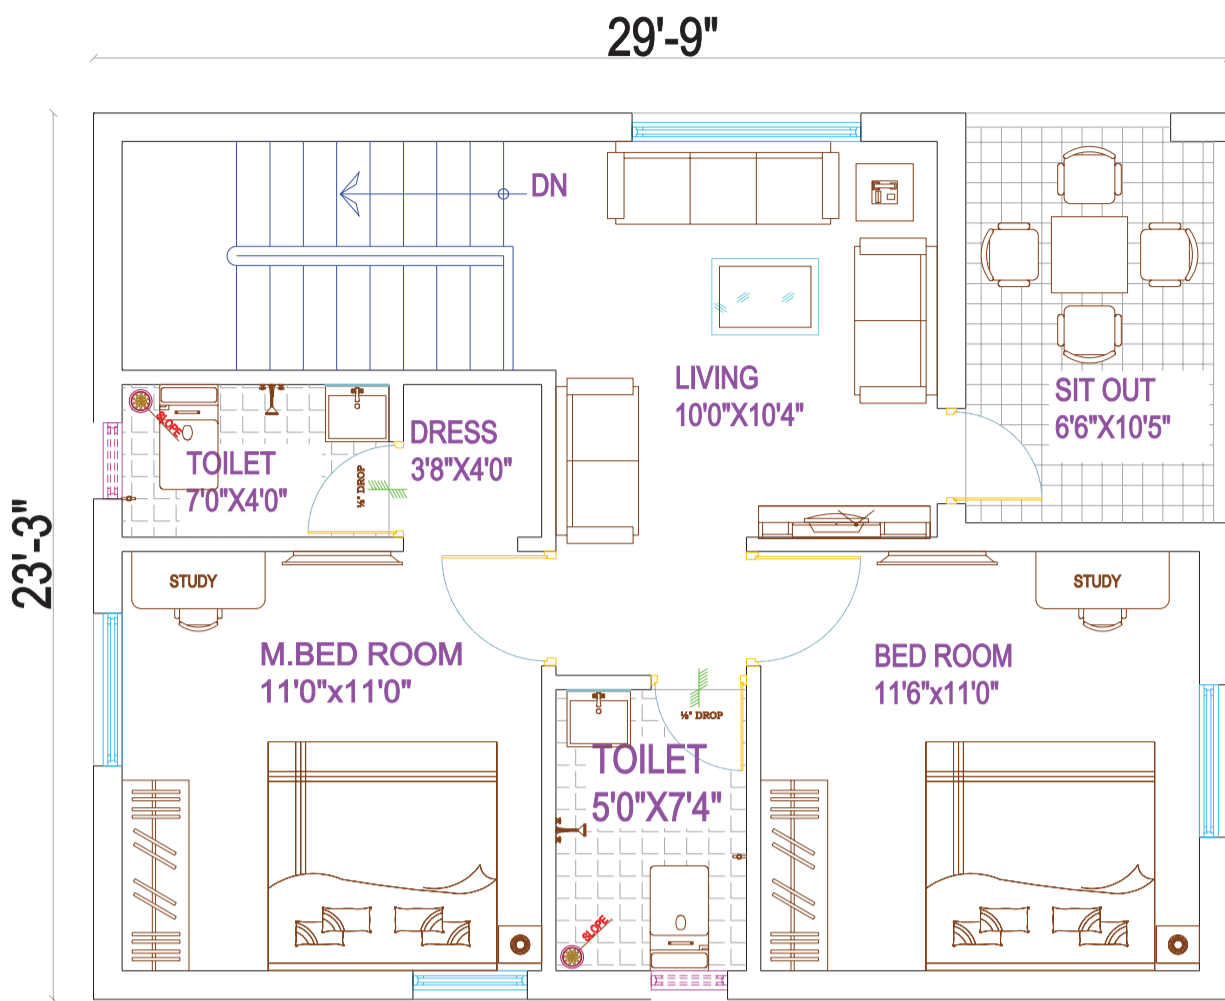 29'-9"
DN
LIVING
10'0"X10'4"
SIT OUT
6'6"X10'5"
SLOPE
TOILET
7'0"X4'0"
½" DROP
DRESS
3'8"X4'0"
23'-3"
STUDY
M.BED ROOM
11'0"x11'0"
STUDY
BED ROOM
11'6"x11'0"
½" DROP
TOILET
5'0"X7'4"
SLOPE